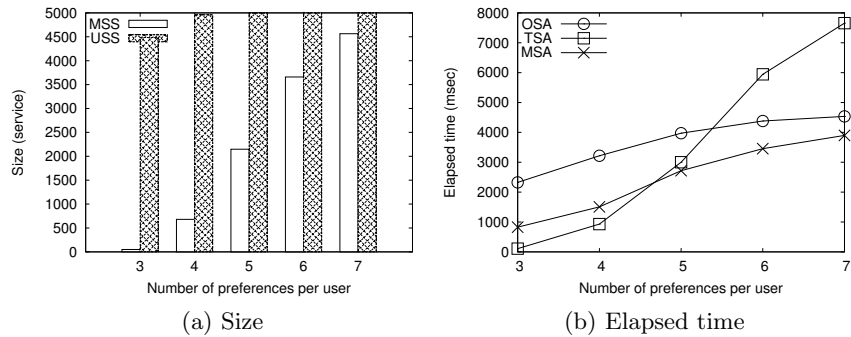 MSS
USS
5000
4500
4000
3500
3000
2500
2000
1500
1000
500
0
Size (service)
3 4 5 6 7
Number of preferences per user
(a) Size
OSA
TSA
MSA
8000
7000
6000
5000
4000
3000
2000
1000
0
Elapsed time (msec)
3 4 5 6 7
Number of preferences per user
(b) Elapsed time